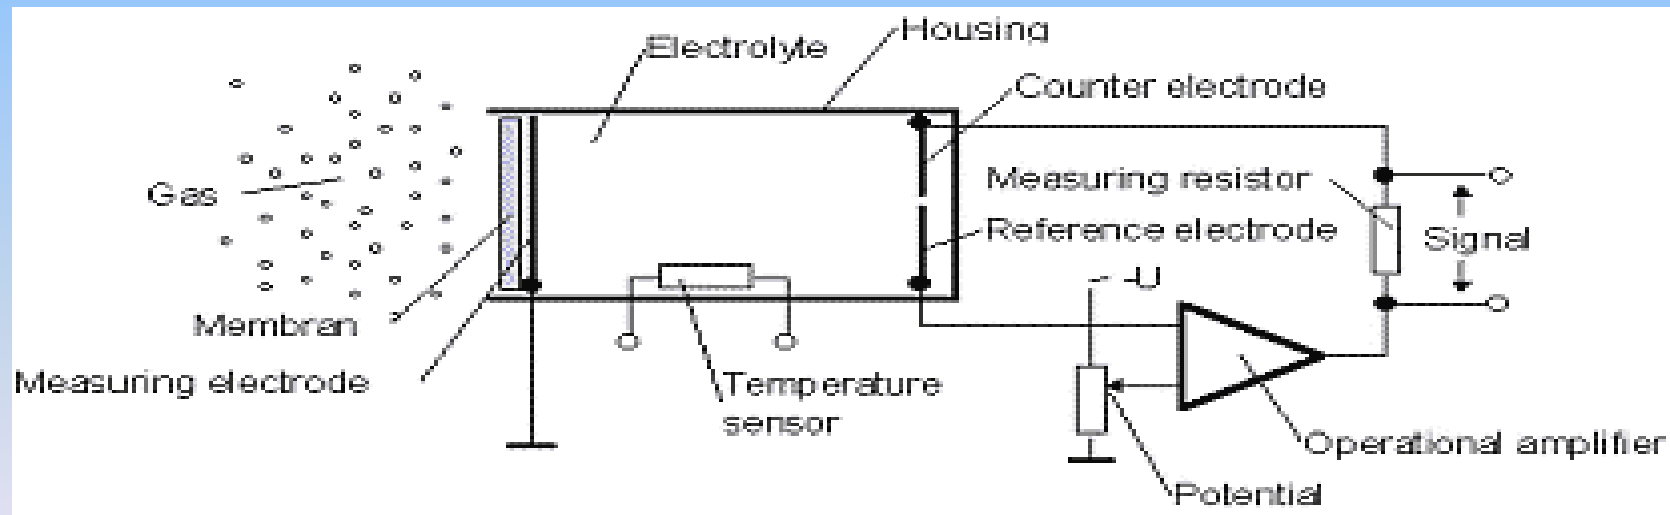 Housing
Electrolyte
Counter electrode
Gas
Measuring resistor
Signal
Reference electrode
-U
Membran
Measuring electrode
Temperature
sensor
Operational amplifier
Potential